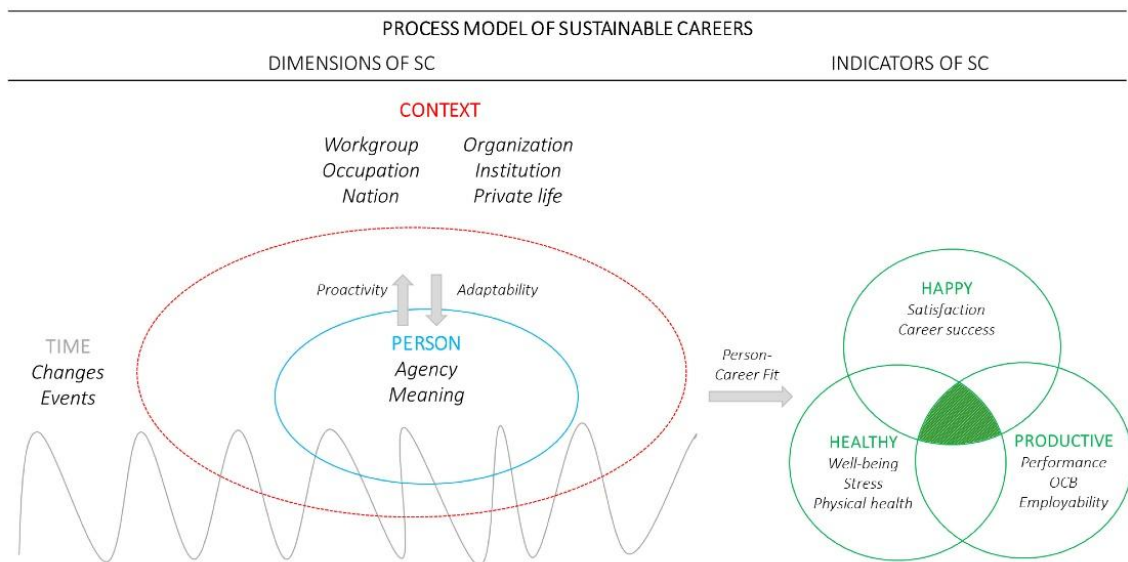 PROCESS MODEL OF SUSTAINABLE CAREERS
DIMENSIONS OF SC
INDICATORS OF SC
CONTEXT
Workgroup
Occupation
Nation
Organization
Institution
Private life
Proactivity
Adaptability
PERSON
Agency
Meaning
TIME
Changes
Events
Person-
Career Fit
HAPPY
Satisfaction
Career success
HEALTHY
Well-being
Stress
Physical health
PRODUCTIVE
Performance
OCB
Employability